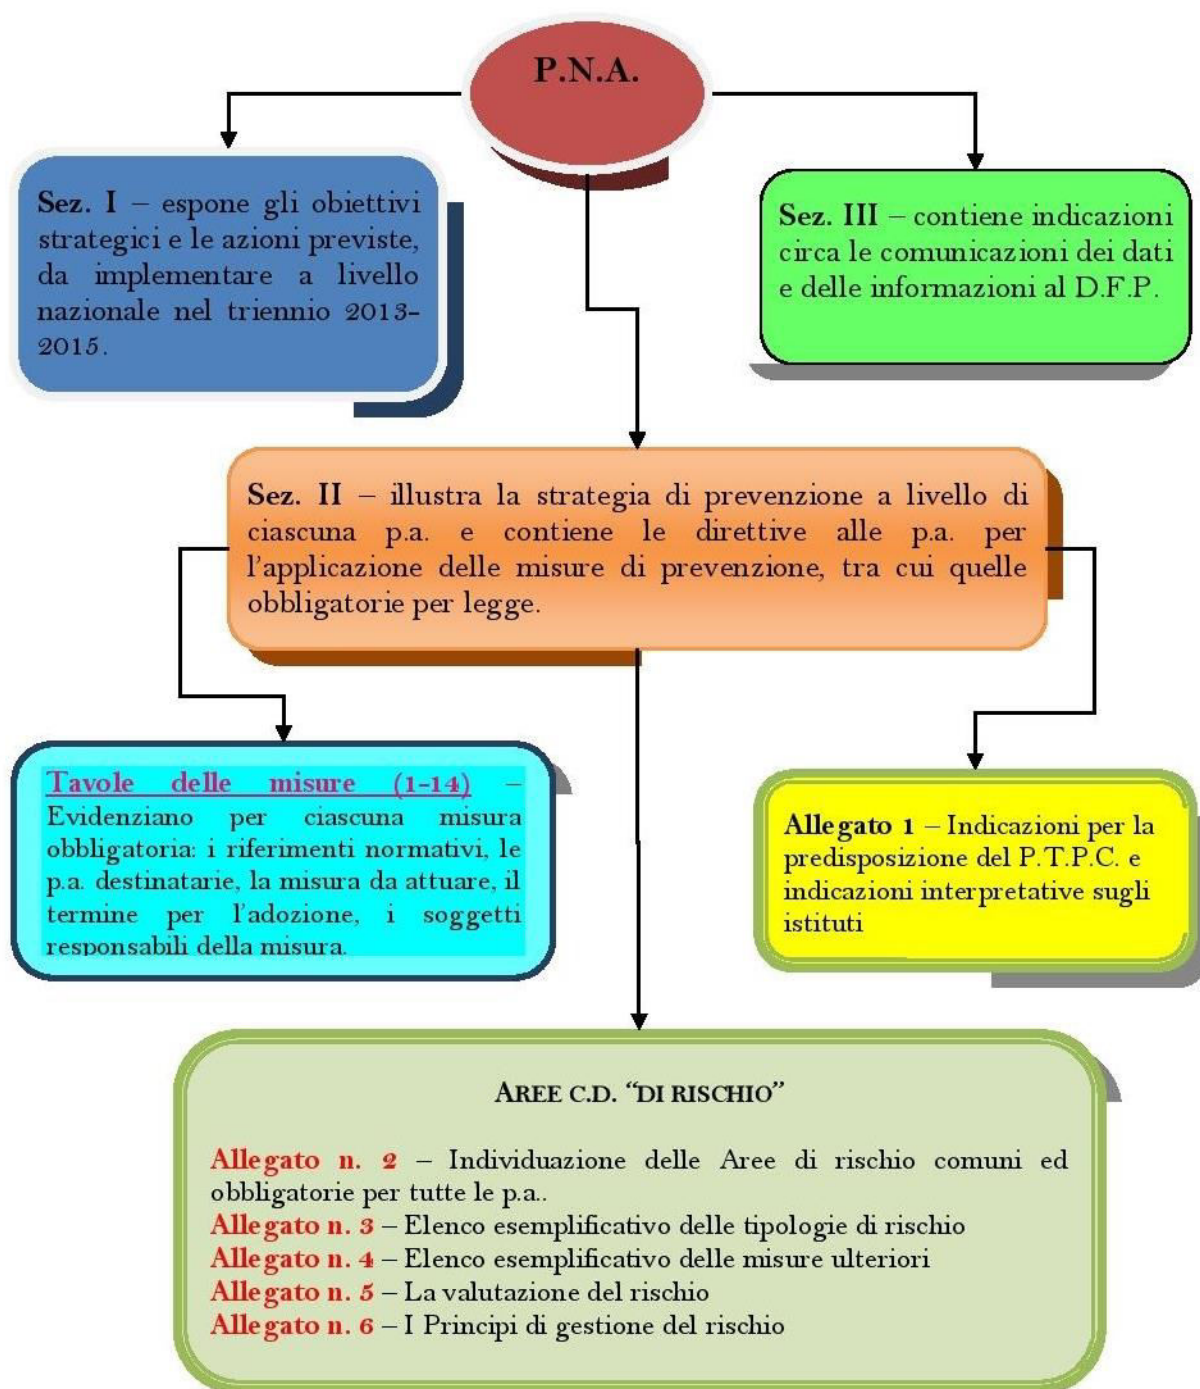 P.N.A.
Sez. I – espone gli obiettivi
strategici e le azioni previste,
da implementare a livello
nazionale nel triennio 2013-
2015.
Sez. III – contiene indicazioni
circa le comunicazioni dei dati
e delle informazioni al D.F.P.
Sez. II – illustra la strategia di prevenzione a livello di
ciascuna p.a. e contiene le direttive alle p.a. per
l'applicazione delle misure di prevenzione, tra cui quelle
obbligatorie per legge.
Tavole delle misure (1-14) –
Evidenziano per ciascuna misura
obbligatoria: i riferimenti normativi, le
p.a. destinatarie, la misura da attuare, il
termine per l'adozione, i soggetti
responsabili della misura.
Allegato 1 – Indicazioni per la
predisposizione del P.T.P.C. e
indicazioni interpretative sugli
istituti
AREE C.D. “DI RISCHIO”
Allegato n. 2 – Individuazione delle Aree di rischio comuni ed
obbligatorie per tutte le p.a..
Allegato n. 3 – Elenco esemplificativo delle tipologie di rischio
Allegato n. 4 – Elenco esemplificativo delle misure ulteriori
Allegato n. 5 – La valutazione del rischio
Allegato n. 6 – I Principi di gestione del rischio